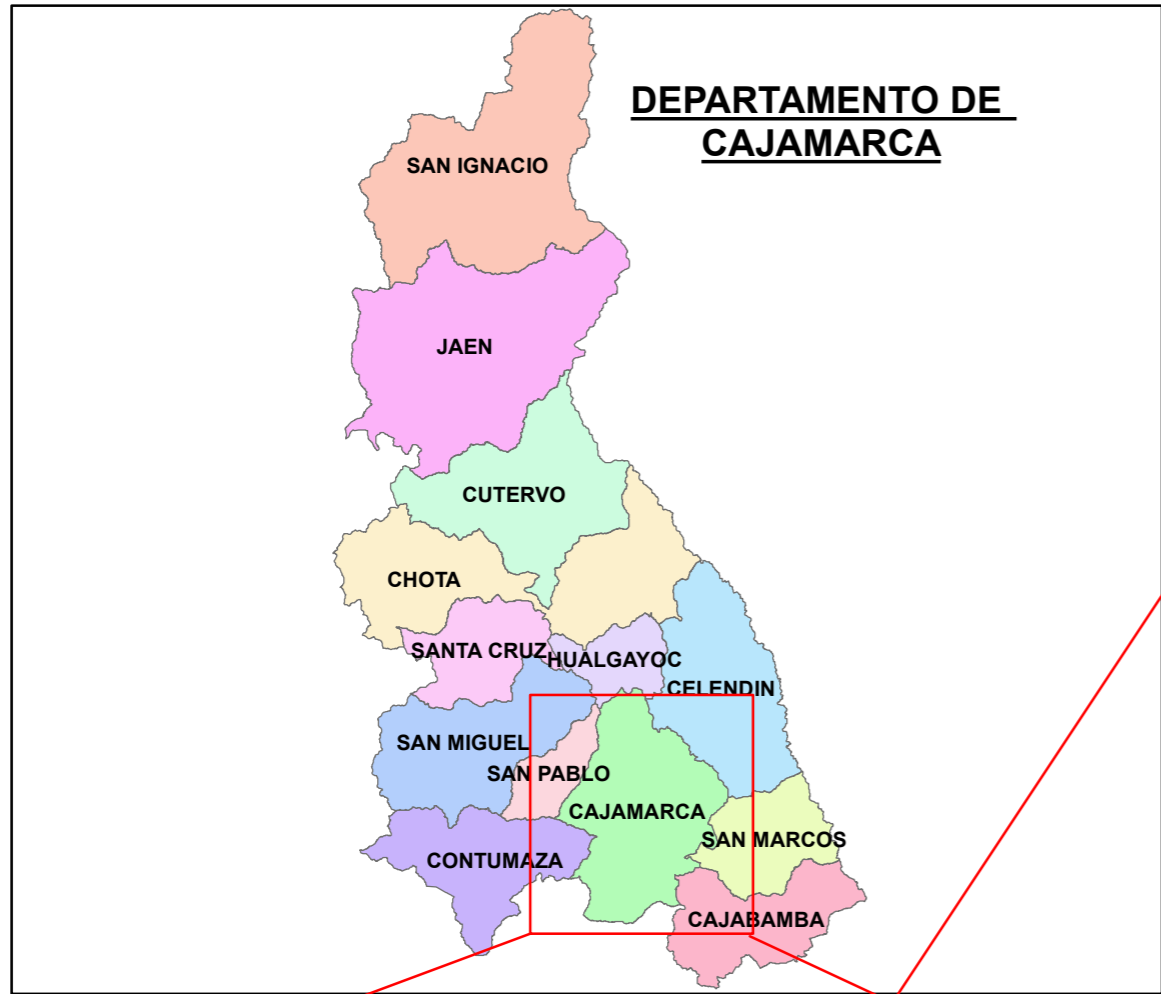 DEPARTAMENTO DE
CAJAMARCA
SAN IGNACIO
JAEN
CUTERVO
CHOTA
SANTA CRUZ
HUALGAYOC
CELENDIN
SAN MIGUEL
SAN PABLO
CAJAMARCA
SAN MARCOS
CONTUMAZA
CAJABAMBA